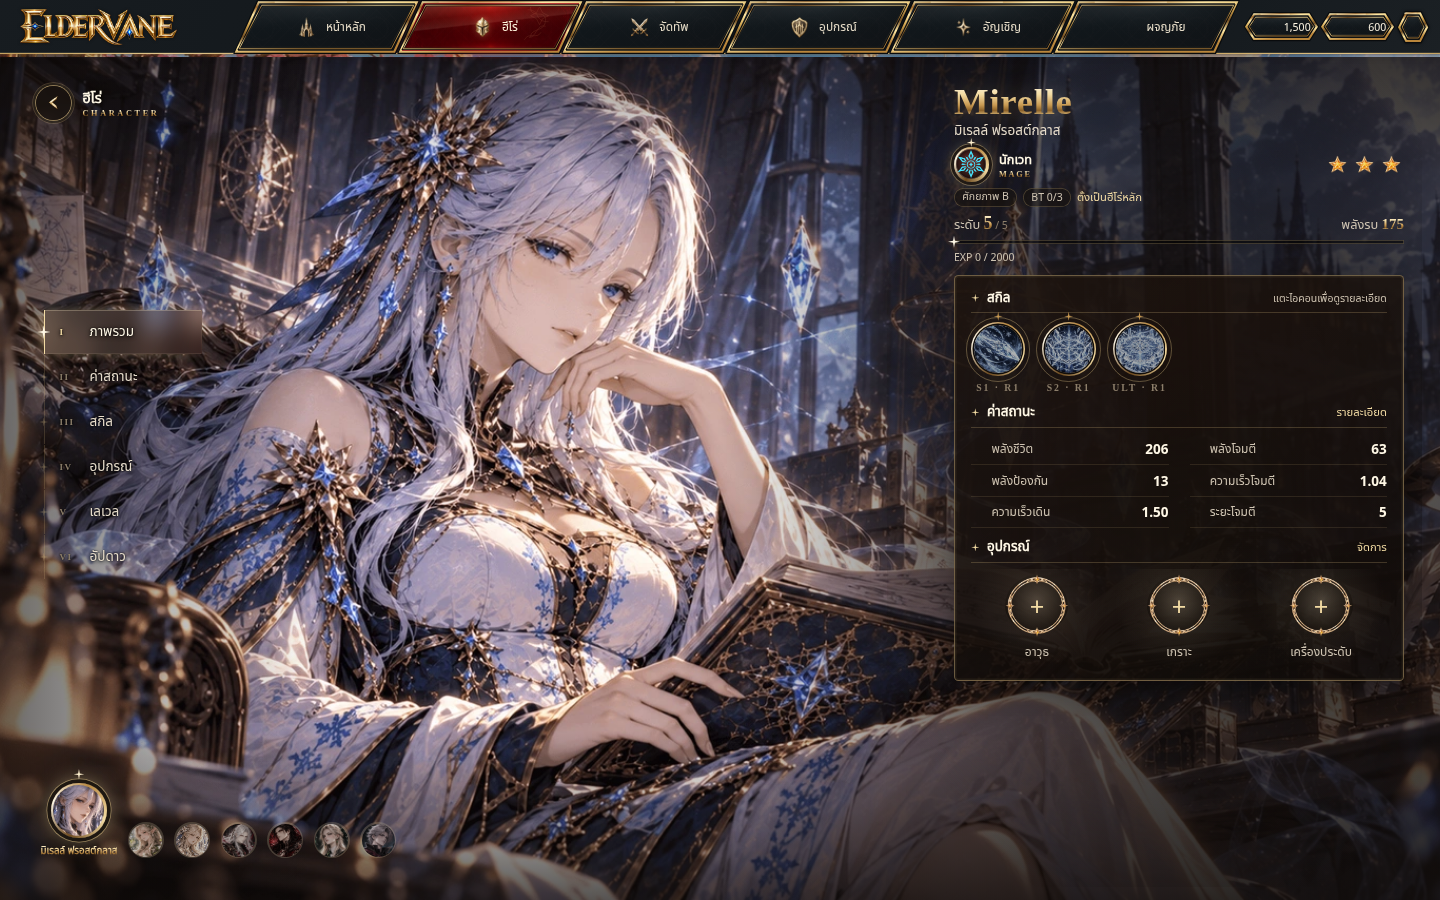 ELDERVANE
หน้าหลัก
ฮีโร่
จัดทัพ
อุปกรณ์
อัญเชิญ
ผจญภัย
1,500
600
ฮีโร่
CHARACTER
I ภาพรวม
II ค่าสถานะ
III สกิล
IV อุปกรณ์
V เลเวล
VI อัปดาว
มิเรลล์ ฟรอสต์กลาส
Mirelle
มิเรลล์ ฟรอสต์กลาส
นักเวท
MAGE
ศักยภาพ B
BT 0/3
ตั้งเป็นฮีโร่หลัก
ระดับ 5 / 5
พลังรบ 175
EXP 0 / 2000
สกิล
แตะไอคอนเพื่อดูรายละเอียด
S1 · R1
S2 · R1
ULT · R1
ค่าสถานะ
รายละเอียด
พลังชีวิต 206
พลังโจมตี 63
พลังป้องกัน 13
ความเร็วโจมตี 1.04
ความเร็วเดิน 1.50
ระยะโจมตี 5
อุปกรณ์
จัดการ
อาวุธ
เกราะ
เครื่องประดับ